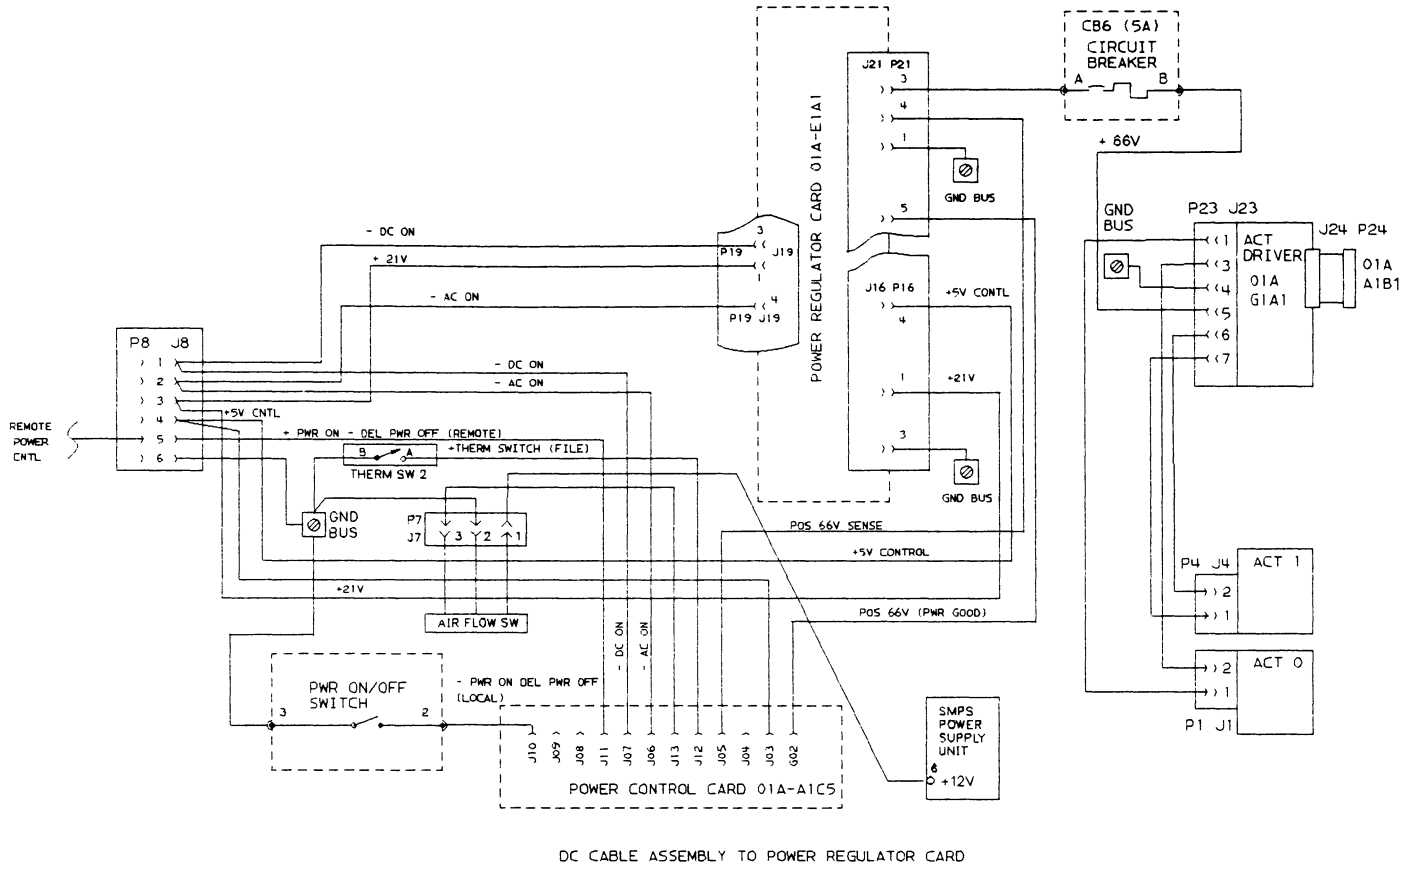 CB6 (5A)
CIRCUIT
BREAKER
A B
J21 P21
3
4
1
5
+ 66V
GND BUS
POWER REGULATOR CARD 01A-E1A1
GND
BUS
P23 J23
1
3
4
5
6
7
ACT
DRIVER
01A
G1A1
J24 P24
01A
A1B1
- DC ON
+ 21V
- AC ON
3
P19 J19
4
P19 J19
J16 P16
4
1
3
+5V CONTL
+21V
GND BUS
P8 J8
1
2
3
4
5
6
REMOTE
POWER
CNTL
- DC ON
- AC ON
+5V CNTL
+ PWR ON - DEL PWR OFF (REMOTE)
B A
+THERM SWITCH (FILE)
THERM SW 2
GND
BUS
P7
J7 3 2 1
POS 66V SENSE
+5V CONTROL
+21V
POS 66V (PWR GOOD)
AIR FLOW SW
- DC ON
- AC ON
P4 J4
2
1
ACT 1
2
1
ACT 0
P1 J1
PWR ON/OFF
SWITCH
3 2
- PWR ON DEL PWR OFF
(LOCAL)
J10 J09 J08 J11 J07 J06 J13 J12 J05 J04 J03 G02
POWER CONTROL CARD 01A-A1C5
SMPS
POWER
SUPPLY
UNIT
6
+12V
DC CABLE ASSEMBLY TO POWER REGULATOR CARD